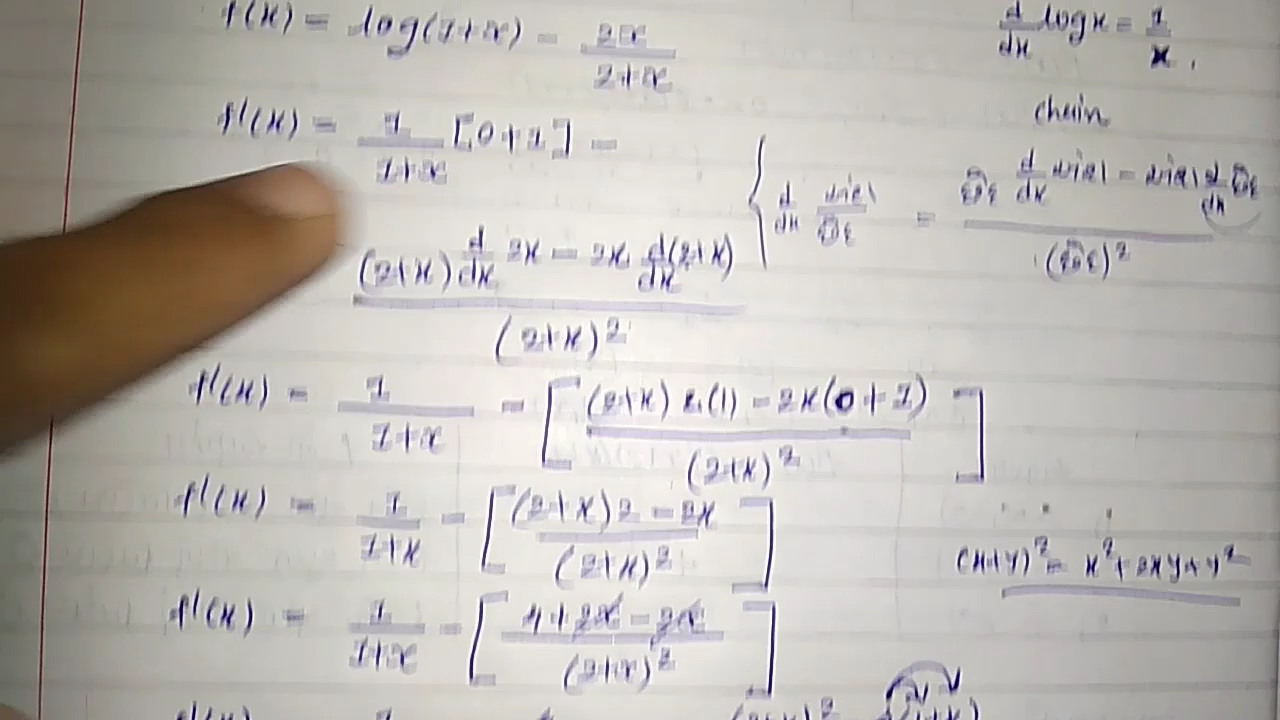 f(x) = log(1+x) - 2x/2+x
d/dx log x = 1/x .
chain
f'(x) = 1/1+x [0+1] -
(2+x) d/dx 2x - 2x d/dx (2+x) / (2+x)²
f'(x) = 1/1+x - [ (2+x) 2(1) - 2x(0+1) / (2+x)² ]
f'(x) = 1/1+x - [ (2+x)2 - 2x / (2+x)² ]
(x+y)² = x²+2xy+y²
f'(x) = 1/1+x - [ 4+2x - 2x / (2+x)² ]